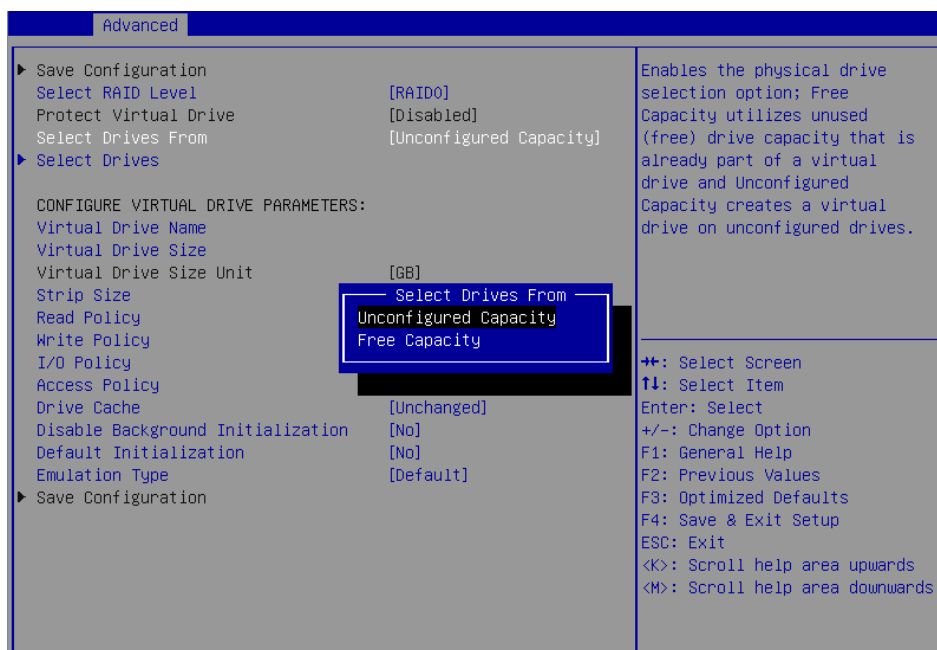 Advanced
Save Configuration
Select RAID Level [RAID0]
Protect Virtual Drive [Disabled]
Select Drives From [Unconfigured Capacity]
Select Drives
CONFIGURE VIRTUAL DRIVE PARAMETERS:
Virtual Drive Name
Virtual Drive Size
Virtual Drive Size Unit [GB]
Strip Size
Read Policy
Write Policy
I/O Policy
Access Policy
Drive Cache [Unchanged]
Disable Background Initialization [No]
Default Initialization [No]
Emulation Type [Default]
Save Configuration
Select Drives From
Unconfigured Capacity
Free Capacity
Enables the physical drive
selection option; Free
Capacity utilizes unused
(free) drive capacity that is
already part of a virtual
drive and Unconfigured
Capacity creates a virtual
drive on unconfigured drives.
→←: Select Screen
↑↓: Select Item
Enter: Select
+/-: Change Option
F1: General Help
F2: Previous Values
F3: Optimized Defaults
F4: Save & Exit Setup
ESC: Exit
<K>: Scroll help area upwards
<M>: Scroll help area downwards